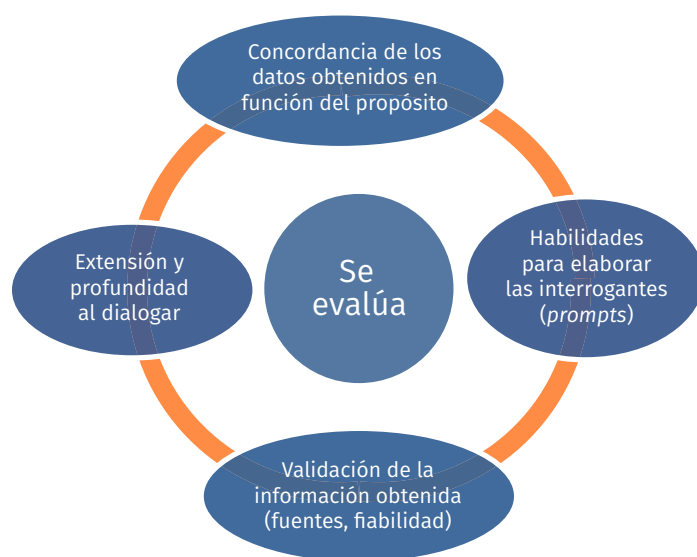 Concordancia de los
datos obtenidos en
función del propósito
Extensión y
profundidad
al dialogar
Se
evalúa
Habilidades
para elaborar
las interrogantes
(prompts)
Validación de la
información obtenida
(fuentes, fiabilidad)